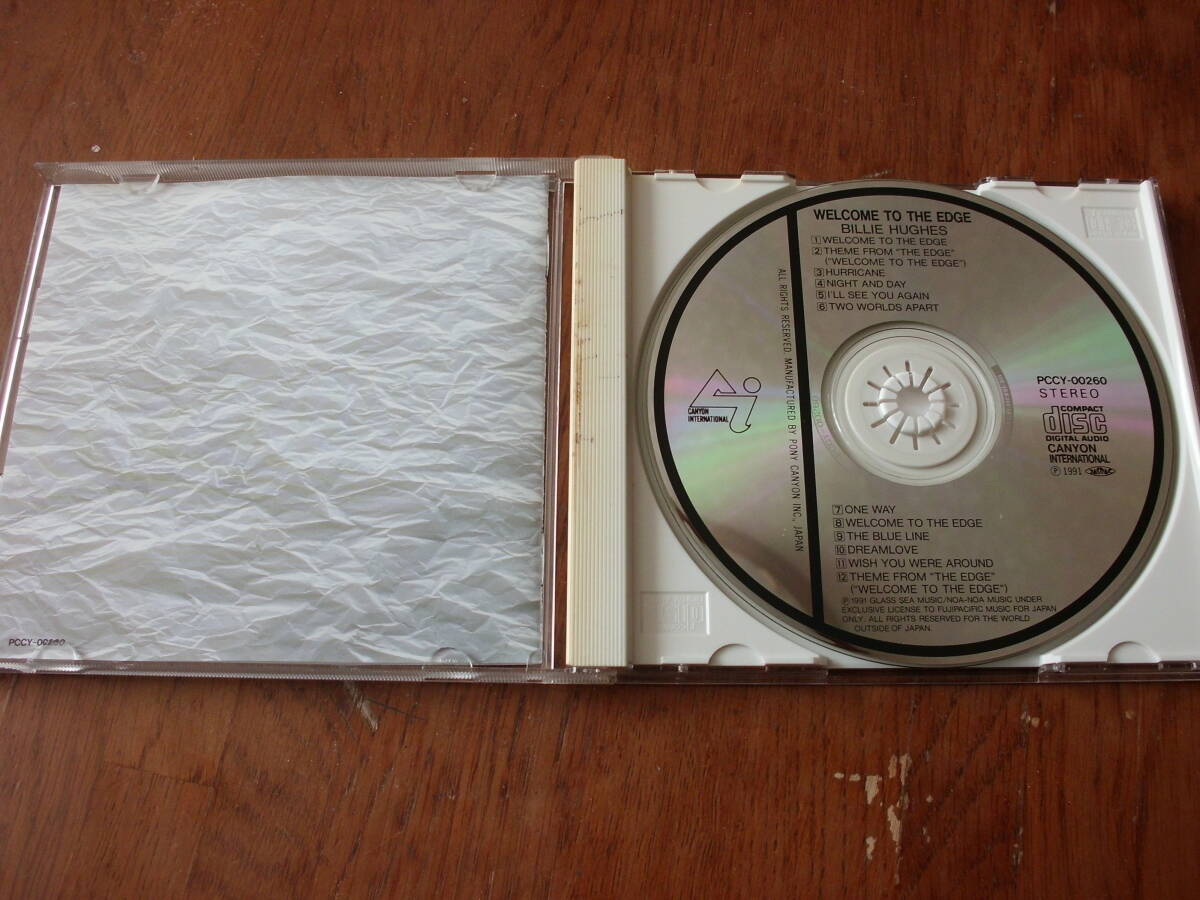 PCCY-00260
WELCOME TO THE EDGE
BILLIE HUGHES
1 WELCOME TO THE EDGE
2 THEME FROM "THE EDGE"
("WELCOME TO THE EDGE")
3 HURRICANE
4 NIGHT AND DAY
5 I'LL SEE YOU AGAIN
6 TWO WORLDS APART
ALL RIGHTS RESERVED. MANUFACTURED BY PONY CANYON INC., JAPAN
CANYON
INTERNATIONAL
PCCY-00260
STEREO
COMPACT
disc
DIGITAL AUDIO
CANYON
INTERNATIONAL
Ⓟ 1991
7 ONE WAY
8 WELCOME TO THE EDGE
9 THE BLUE LINE
10 DREAMLOVE
11 WISH YOU WERE AROUND
12 THEME FROM "THE EDGE"
("WELCOME TO THE EDGE")
Ⓟ 1991 GLASS SEA MUSIC/NOA-NOA MUSIC UNDER
EXCLUSIVE LICENSE TO FUJIPACIFIC MUSIC FOR JAPAN
ONLY. ALL RIGHTS RESERVED FOR THE WORLD
OUTSIDE OF JAPAN.